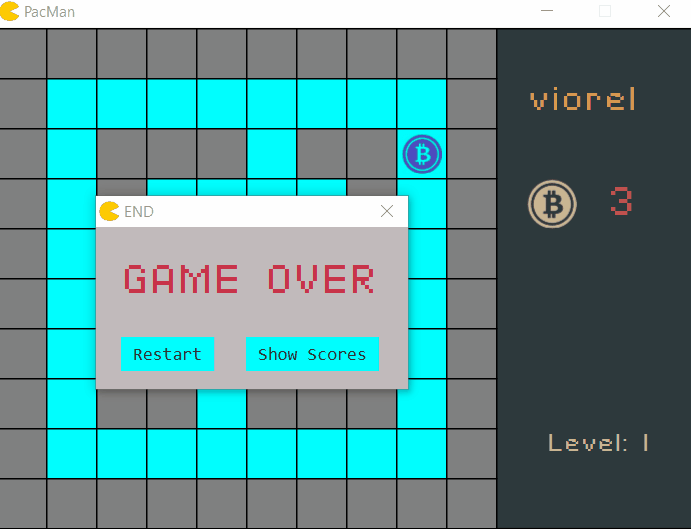 PacMan
viorel
3
END
GAME OVER
Restart
Show Scores
Level: 1